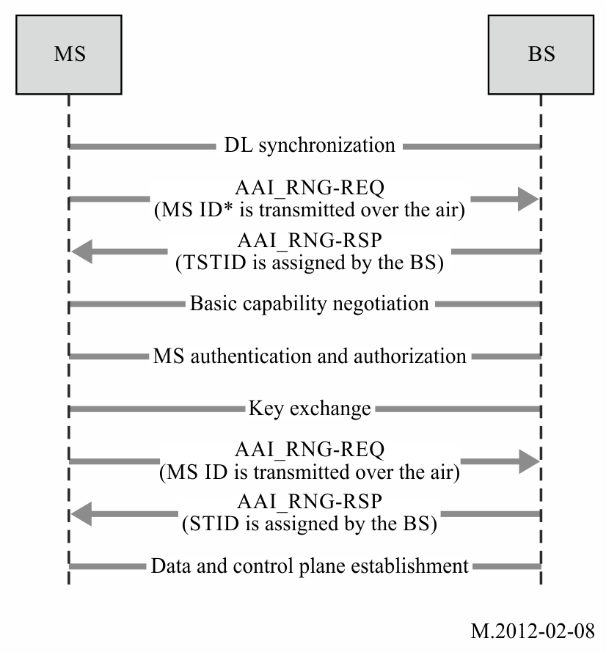 MS
BS
DL synchronization
AAI_RNG-REQ
(MS ID* is transmitted over the air)
AAI_RNG-RSP
(TSTID is assigned by the BS)
Basic capability negotiation
MS authentication and authorization
Key exchange
AAI_RNG-REQ
(MS ID is transmitted over the air)
AAI_RNG-RSP
(STID is assigned by the BS)
Data and control plane establishment
M.2012-02-08